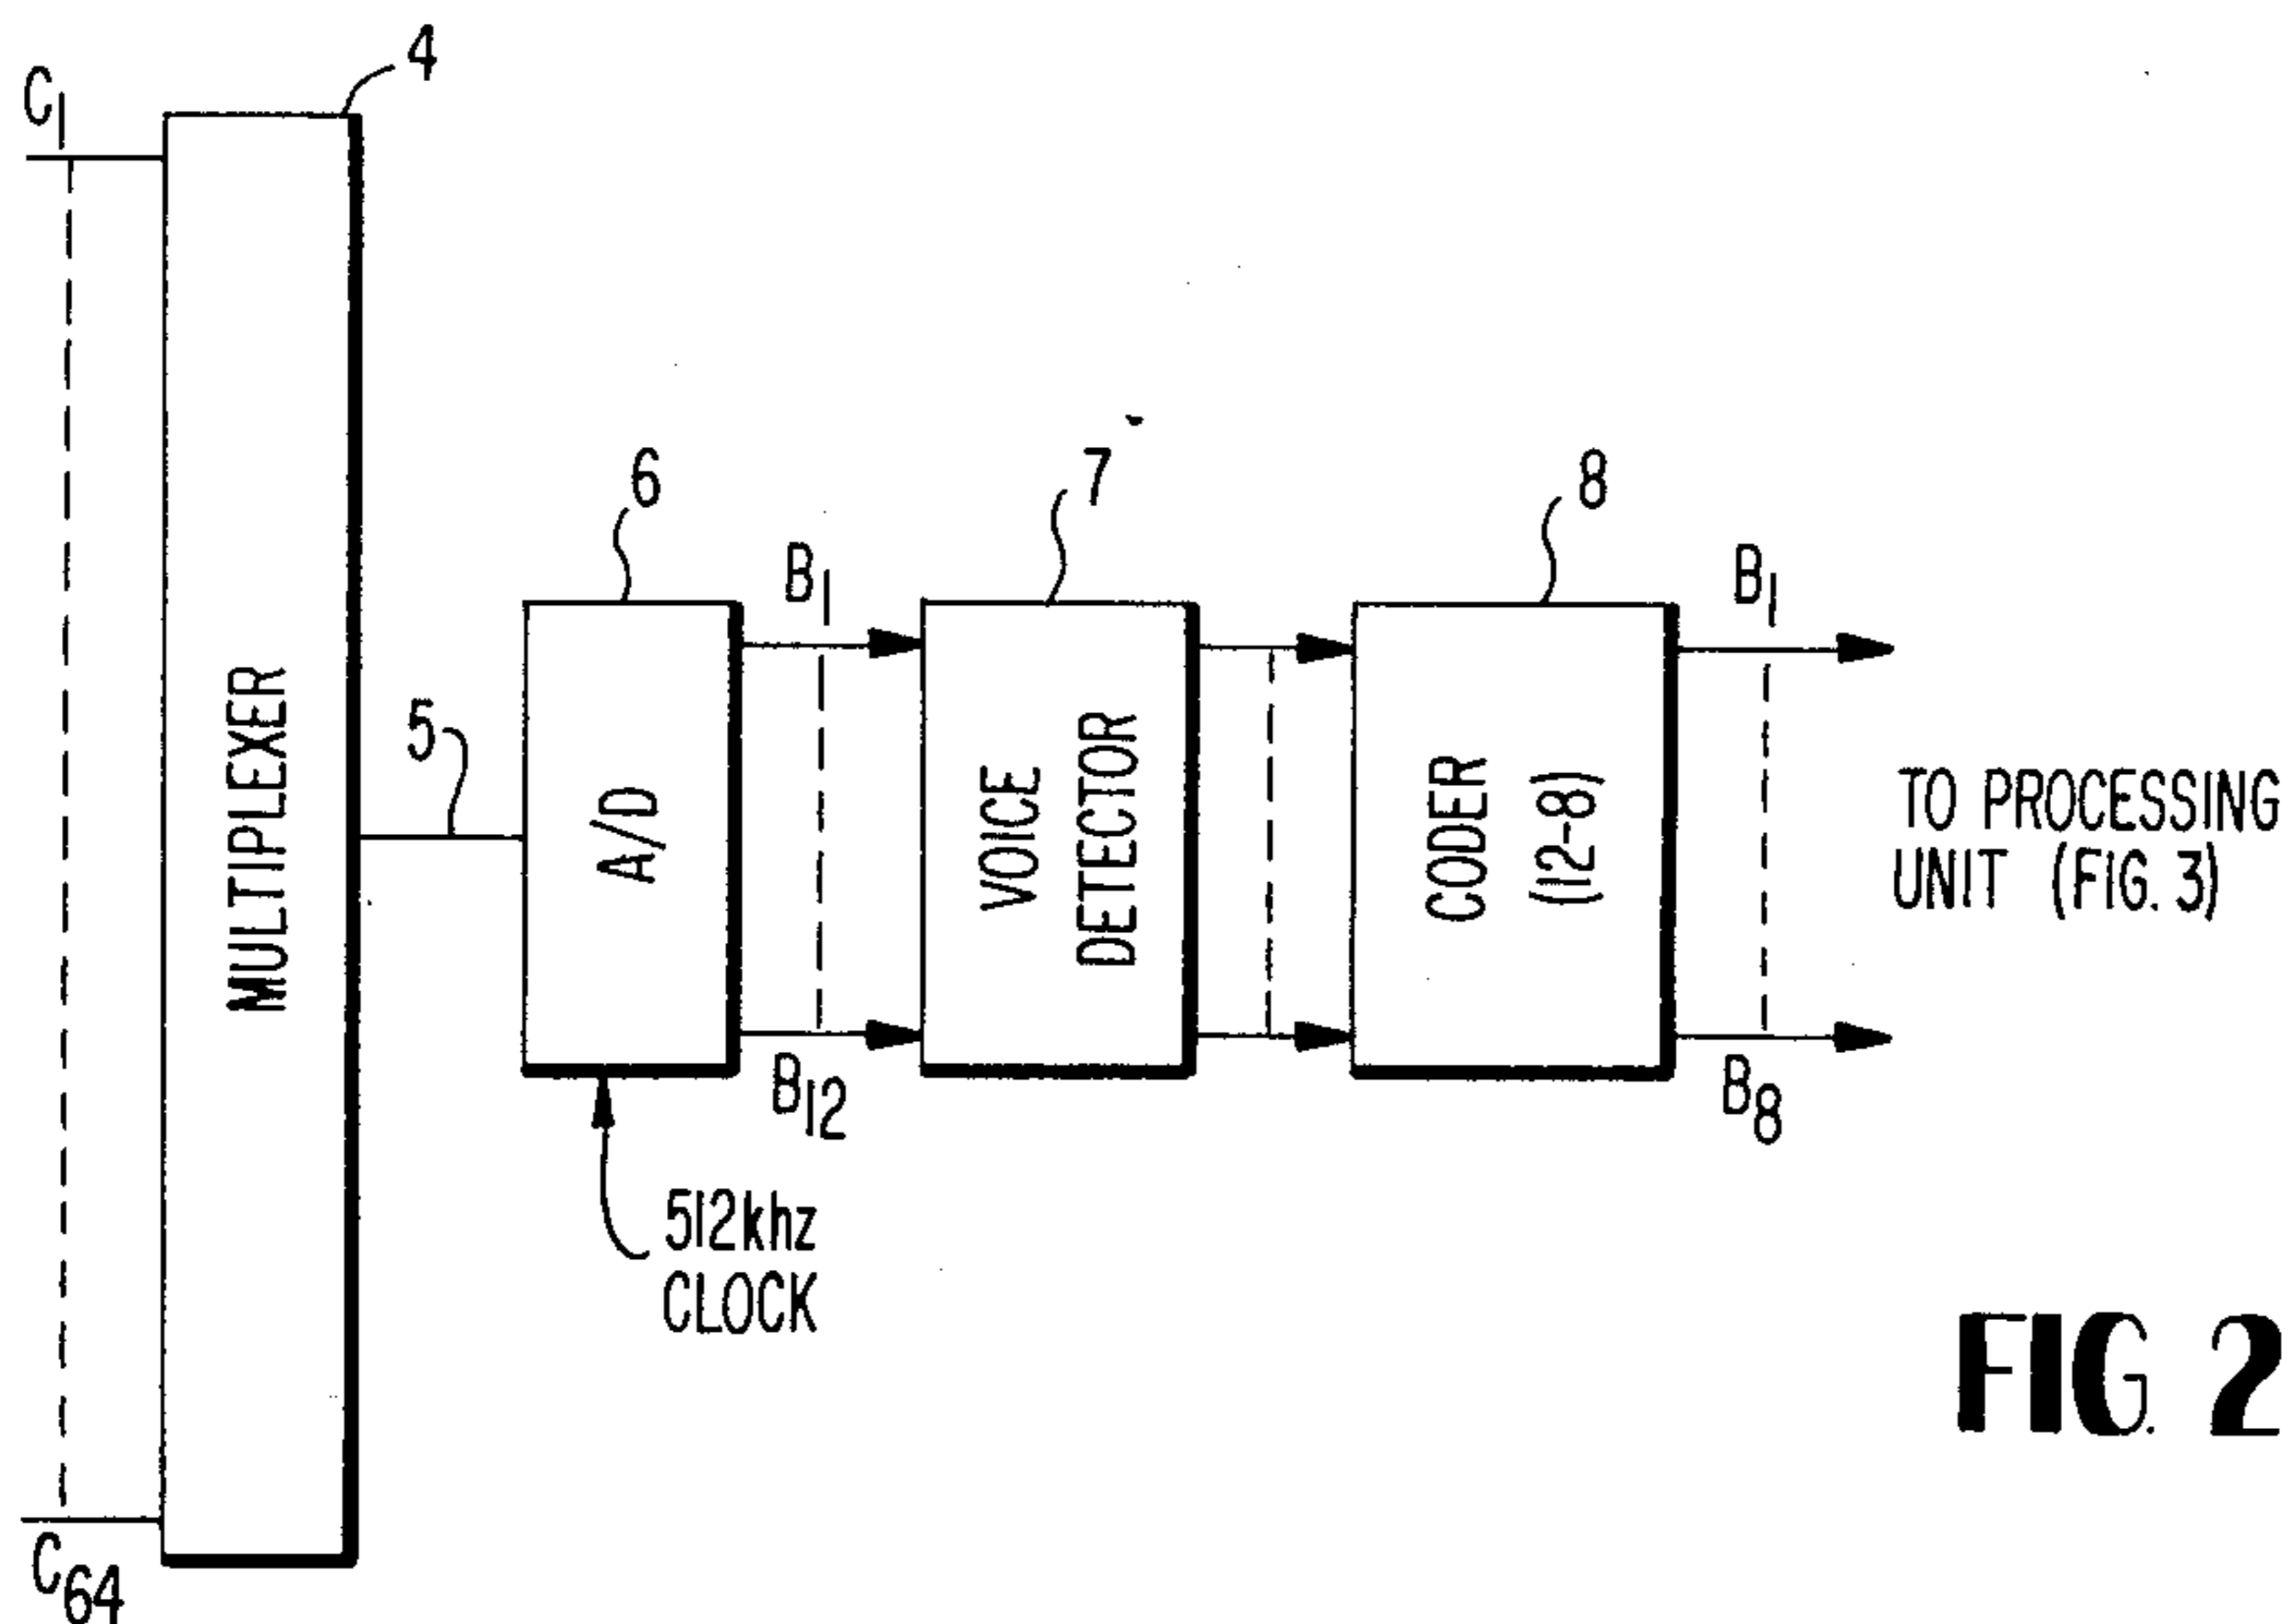 C1
4
MULTIPLEXER
C64
5
6
A/D
B1
B12
512khz
CLOCK
7
VOICE
DETECTOR
8
CODER
(12-8)
B1
B8
TO PROCESSING
UNIT (FIG. 3)
FIG. 2